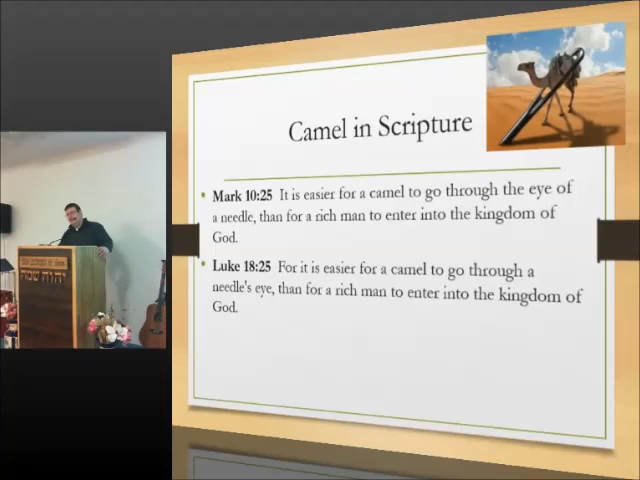 Camel in Scripture
Mark 10:25 It is easier for a camel to go through the eye of
a needle, than for a rich man to enter into the kingdom of
God.
Luke 18:25 For it is easier for a camel to go through a
needle's eye, than for a rich man to enter into the kingdom of
God.
יהוה שמה